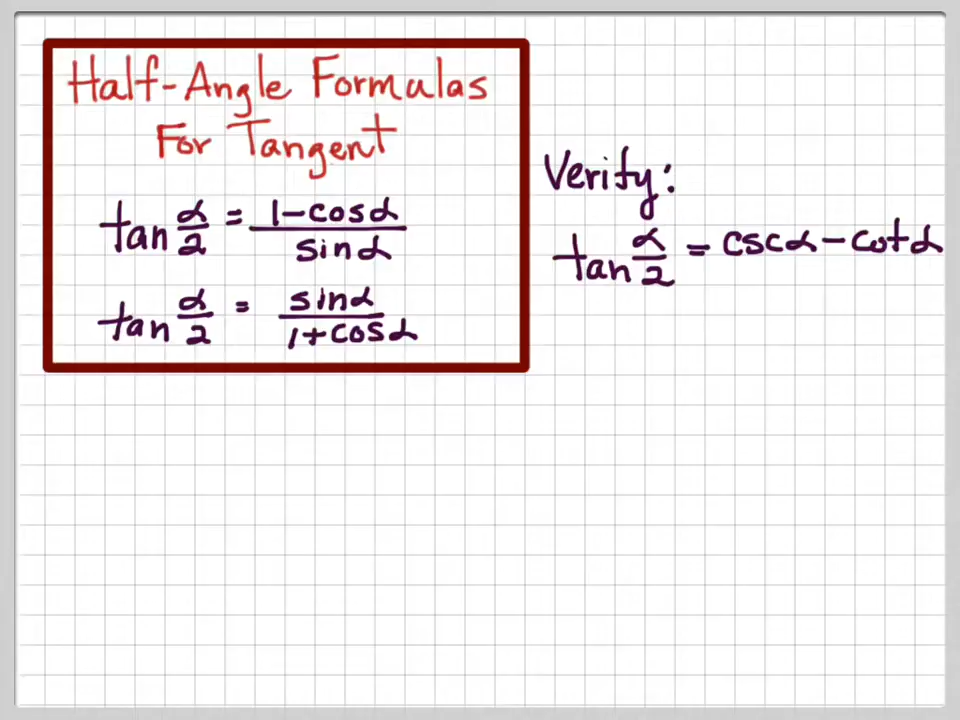 Half-Angle Formulas
For Tangent
tan α/2 = (1-cosα)/(sinα)
tan α/2 = (sinα)/(1+cosα)
Verify:
tan α/2 = cscα-cotα